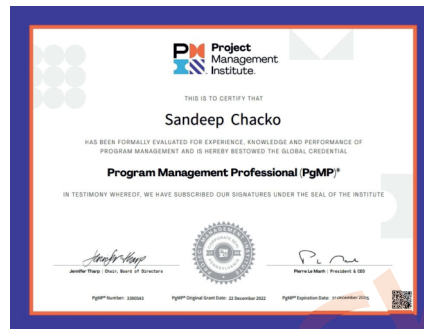 Project
Management
Institute.
THIS IS TO CERTIFY THAT
Sandeep Chacko
HAS BEEN FORMALLY EVALUATED FOR EXPERIENCE, KNOWLEDGE AND PERFORMANCE OF
PROGRAM MANAGEMENT AND IS HEREBY BESTOWED THE GLOBAL CREDENTIAL
Program Management Professional (PgMP)®
IN TESTIMONY WHEREOF, WE HAVE SUBSCRIBED OUR SIGNATURES UNDER THE SEAL OF THE INSTITUTE
Jennifer Tharp | Chair, Board of Directors
Pierre Le Manh | President & CEO
PgMP® Number:
PgMP® Original Grant Date: 22 December 2022
PgMP® Expiration Date: December